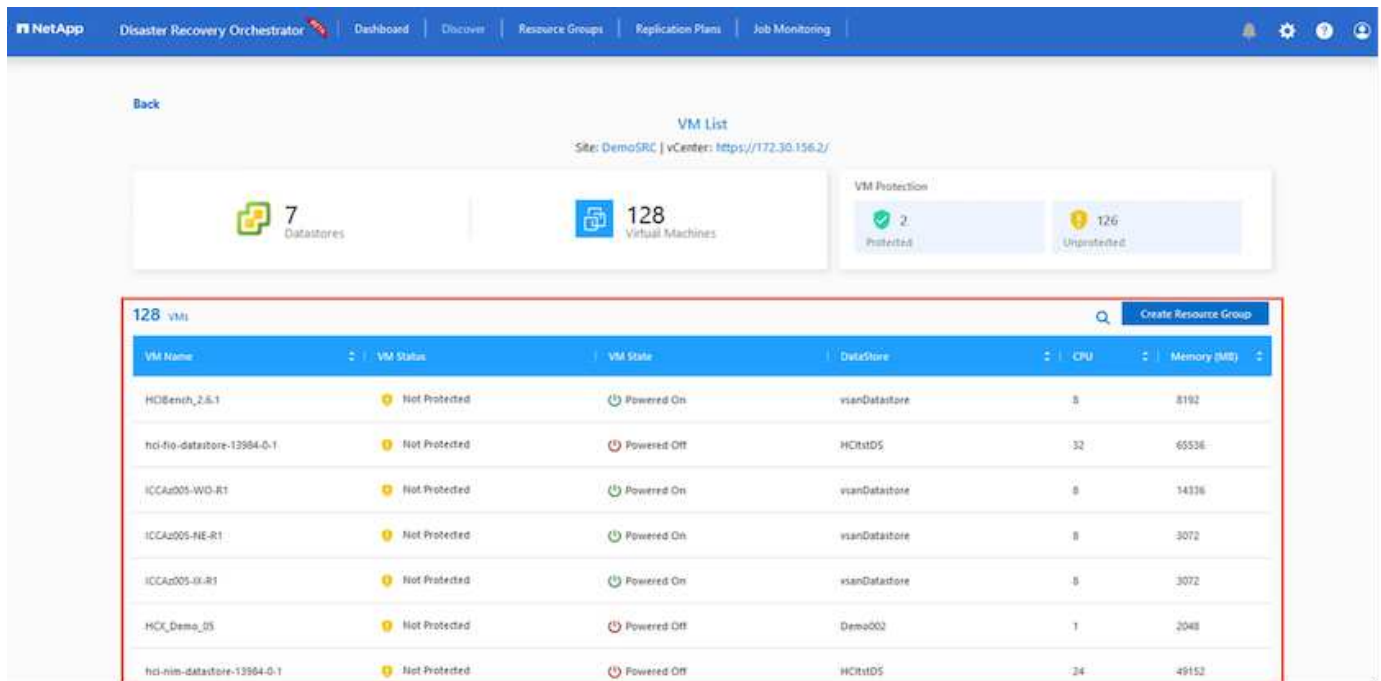 NetApp Disaster Recovery Orchestrator Dashboard Discover Resource Groups Replication Plans Job Monitoring
Back
VM List
Site: DemoSRC | vCenter: https://172.30.156.2/
VM Protection
7 Datastores
128 Virtual Machines
2 Protected
126 Unprotected
128 VMs
Create Resource Group
VM Name VM Status VM State DataStore CPU Memory (MB)
HCIBench_2.6.1 Not Protected Powered On vsanDatastore 8 8192
hci-fio-datastore-13984-0-1 Not Protected Powered Off HCItstDS 32 65536
ICCAz005-WO-R1 Not Protected Powered On vsanDatastore 8 14336
ICCAz005-NE-R1 Not Protected Powered On vsanDatastore 8 3072
ICCAz005-IX-R1 Not Protected Powered On vsanDatastore 8 3072
HCX_Demo_05 Not Protected Powered Off Demo002 1 2048
hci-nim-datastore-13984-0-1 Not Protected Powered Off HCItstDS 24 49152